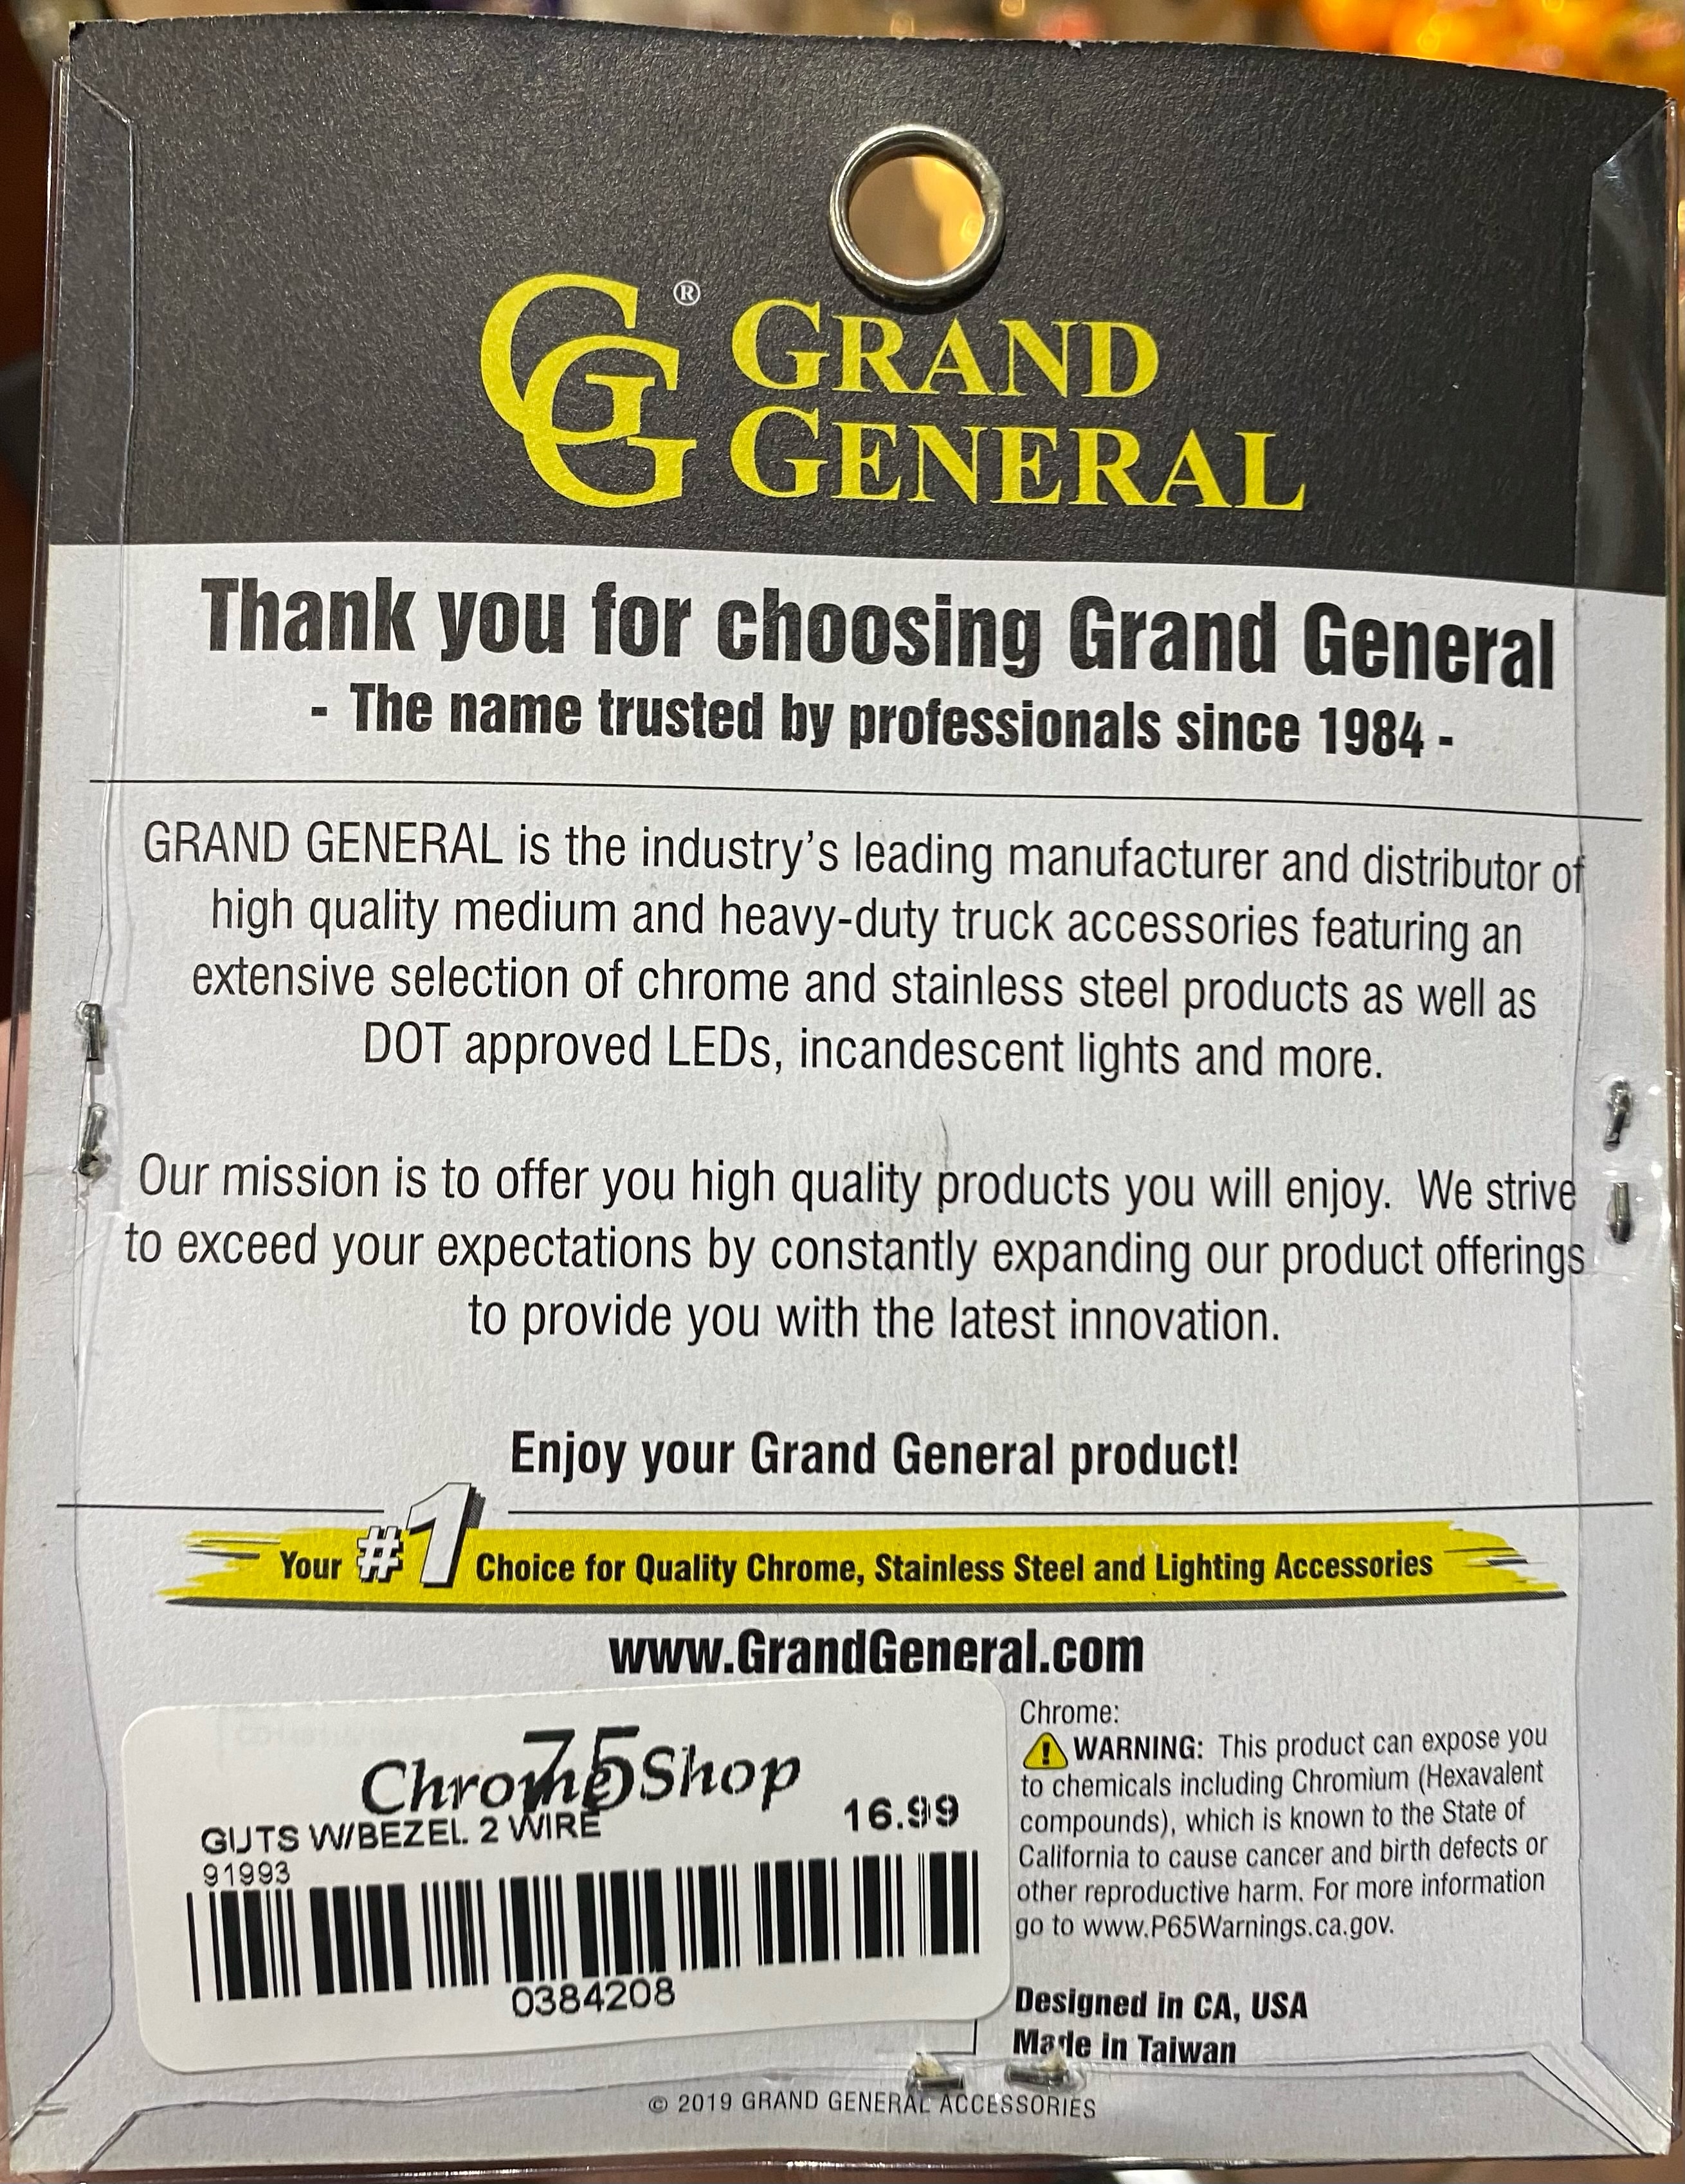 GG® GRAND
GENERAL
Thank you for choosing Grand General
- The name trusted by professionals since 1984 -
GRAND GENERAL is the industry's leading manufacturer and distributor of
high quality medium and heavy-duty truck accessories featuring an
extensive selection of chrome and stainless steel products as well as
DOT approved LEDs, incandescent lights and more.
Our mission is to offer you high quality products you will enjoy. We strive
to exceed your expectations by constantly expanding our product offerings
to provide you with the latest innovation.
Enjoy your Grand General product!
Your #1 Choice for Quality Chrome, Stainless Steel and Lighting Accessories
www.GrandGeneral.com
75
Chrome Shop
GUTS W/BEZEL 2 WIRE
16.99
91993
0384208
Chrome:
WARNING: This product can expose you
to chemicals including Chromium (Hexavalent
compounds), which is known to the State of
California to cause cancer and birth defects or
other reproductive harm. For more information
go to www.P65Warnings.ca.gov.
Designed in CA, USA
Made in Taiwan
© 2019 GRAND GENERAL ACCESSORIES